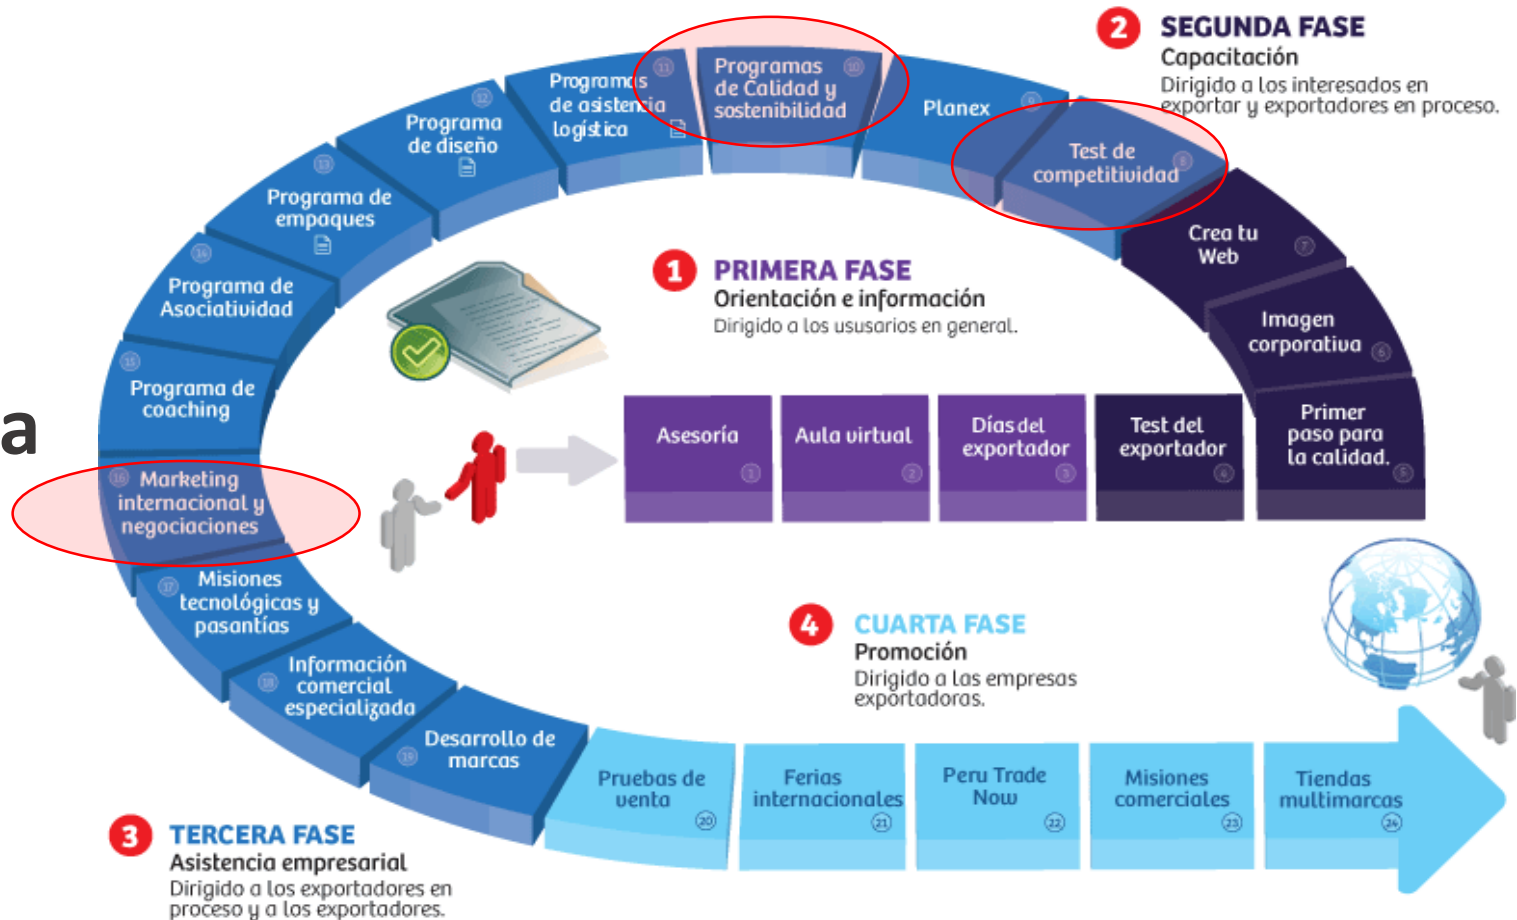 2
SEGUNDA FASE
Capacitación
Dirigido a los interesados en
exportar y exportadores en proceso.
1
PRIMERA FASE
Orientación e información
Dirigido a los ususarios en general.
a
Asesoría
1
Aula virtual
2
Días del
exportador
3
Test del
exportador
4
Primer
paso para
la calidad.
5
Imagen
corporativa
6
Crea tu
Web
7
Test de
competitividad
8
Planex
9
Programas
de Calidad y
sostenibilidad
10
Programas
de asistencia
logística
11
Programa
de diseño
12
Programa de
empaques
13
Programa de
Asociatividad
14
Programa de
coaching
15
Marketing
internacional y
negociaciones
16
Misiones
tecnológicas y
pasantías
17
Información
comercial
especializada
18
Desarrollo de
marcas
19
3
TERCERA FASE
Asistencia empresarial
Dirigido a los exportadores en
proceso y a los exportadores.
4
CUARTA FASE
Promoción
Dirigido a las empresas
exportadoras.
Pruebas de
venta
20
Ferias
internacionales
21
Peru Trade
Now
22
Misiones
comerciales
23
Tiendas
multimarcas
24